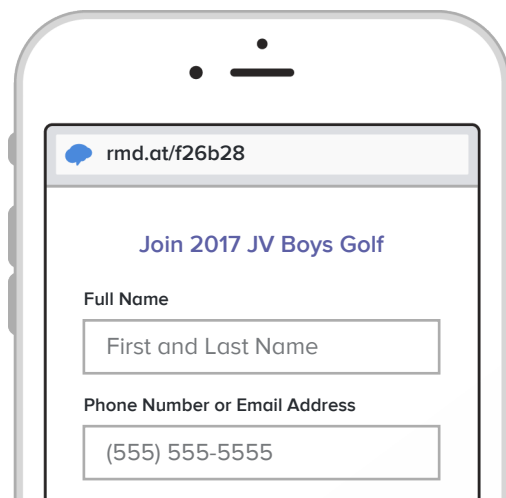 rmd.at/f26b28
Join 2017 JV Boys Golf
Full Name
First and Last Name
Phone Number or Email Address
(555) 555-5555